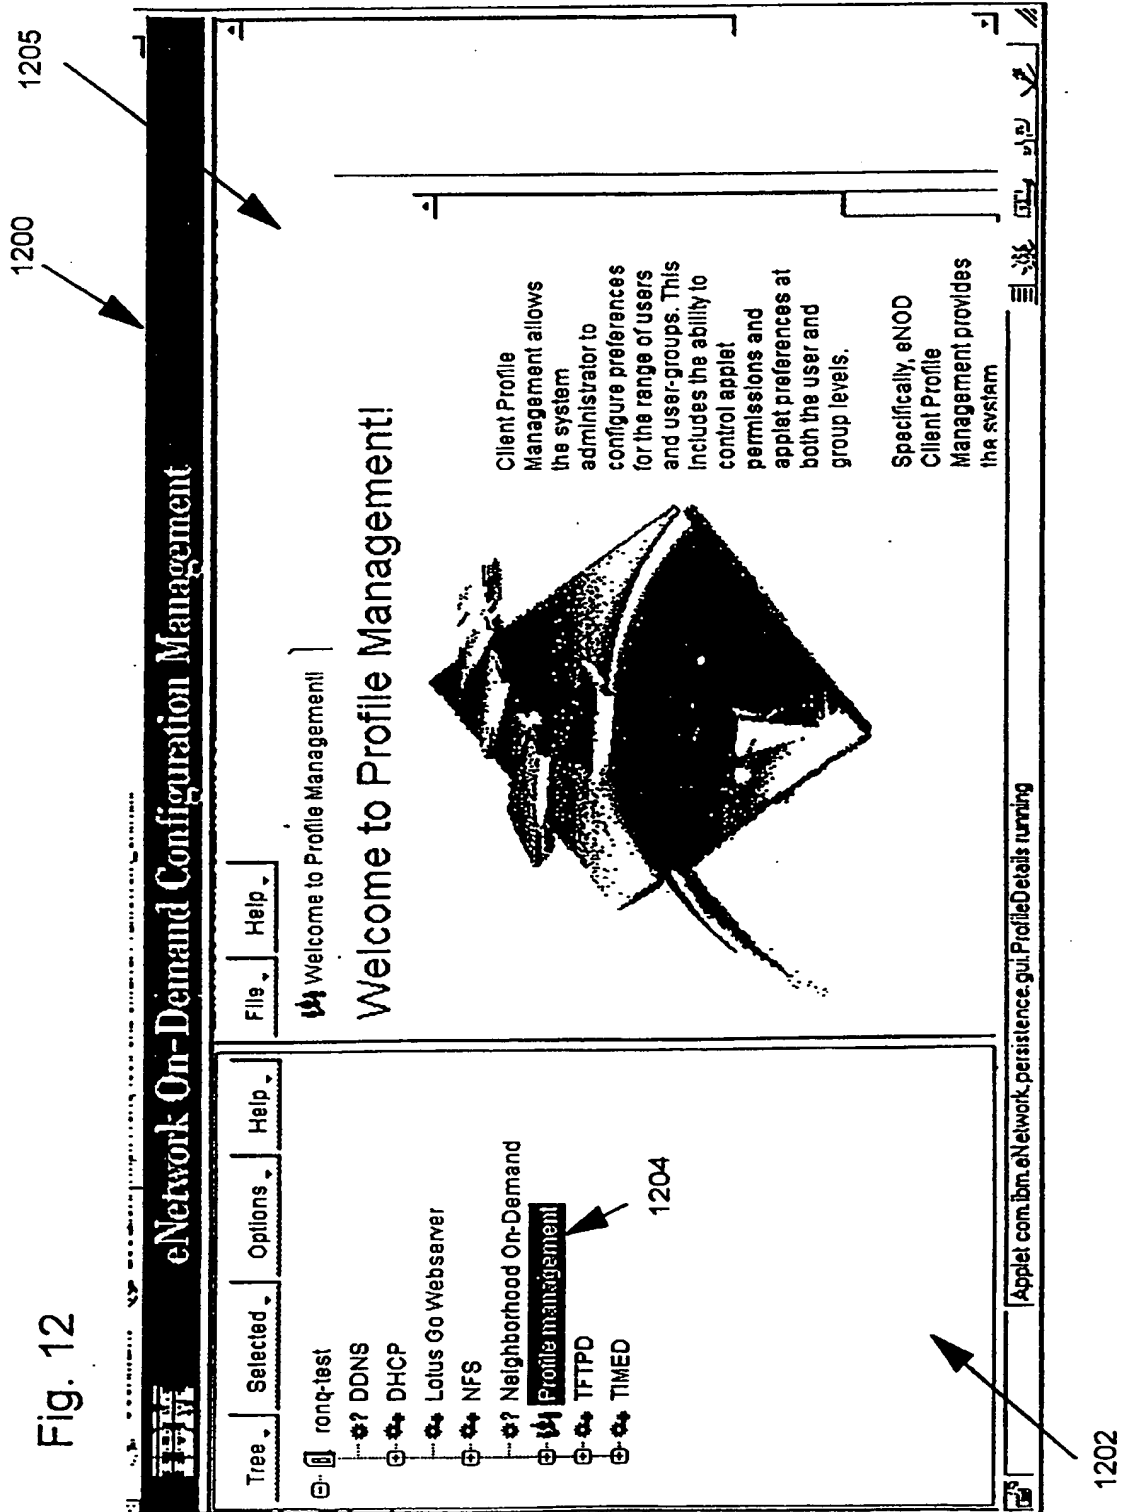 Fig. 12
1200
1205
IBM
eNetwork On-Demand Configuration Management
Tree
Selected
Options
Help
ronq-test
DDNS
DHCP
Lotus Go Webserver
NFS
Neighborhood On-Demand
Profile management
TFTPD
TIMED
1204
1202
File
Help
Welcome to Profile Management!
Welcome to Profile Management!
Client Profile
Management allows
the system
administrator to
configure preferences
for the range of users
and user-groups. This
includes the ability to
control applet
permissions and
applet preferences at
both the user and
group levels.
Specifically, eNOD
Client Profile
Management provides
the system
Applet com.ibm.eNetwork.persistence.gui.ProfileDetails running